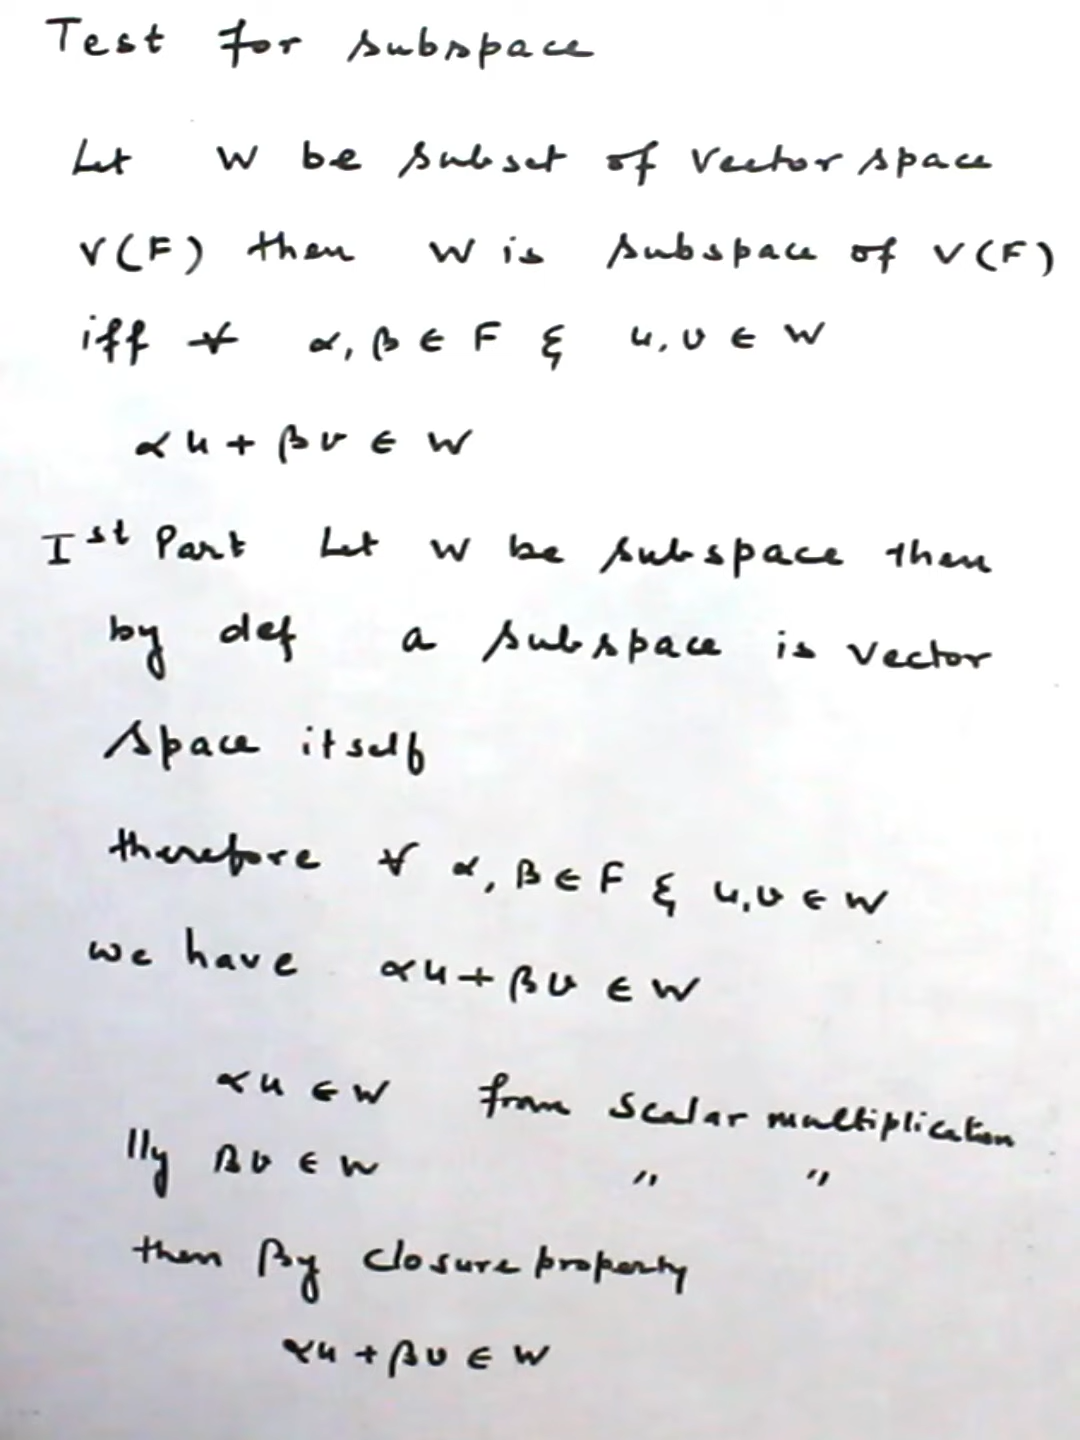 Test for subspace
Let W be subset of vector space
V(F) then W is subspace of V(F)
iff ∀ α, β ∈ F & u, v ∈ W
αu + βv ∈ W
Ist Part Let W be subspace then
by def a subspace is vector
space itself
therefore ∀ α, β ∈ F & u, v ∈ W
we have αu + βv ∈ W
αu ∈ W from scalar multiplication
lly βv ∈ W " "
then By closure property
αu + βv ∈ W